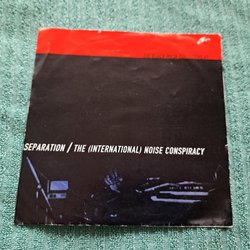 SEPARATION / THE (INTERNATIONAL) NOISE CONSPIRACY